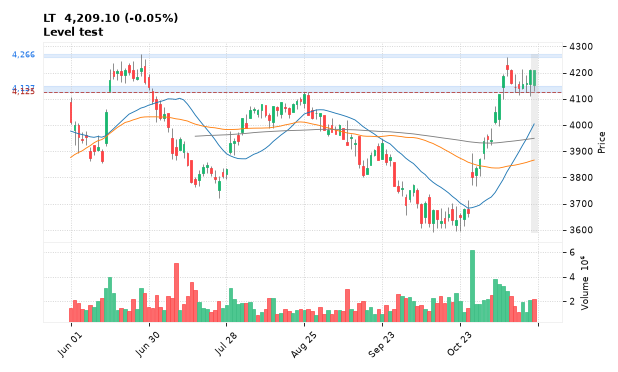 LT 4,209.10 (-0.05%)
Level test
4,266
4,137
4,125
4300
4200
4100
4000
3900
3800
3700
3600
Price
6
4
2
Volume 10⁶
Jun 01
Jun 30
Jul 28
Aug 25
Sep 23
Oct 23